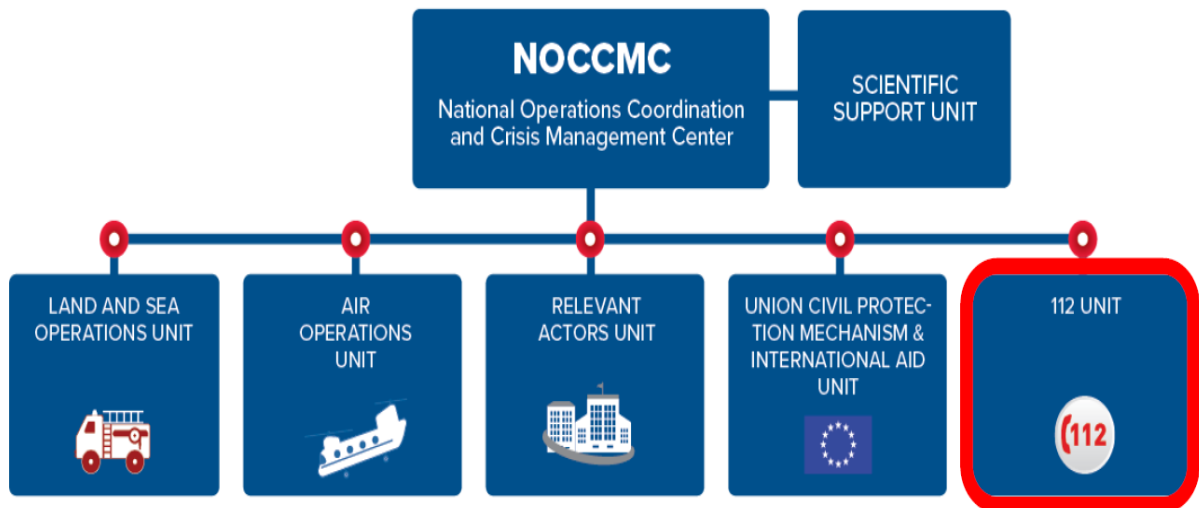 NOCCMC
National Operations Coordination
and Crisis Management Center
SCIENTIFIC
SUPPORT UNIT
LAND AND SEA
OPERATIONS UNIT
AIR
OPERATIONS
UNIT
RELEVANT
ACTORS UNIT
UNION CIVIL PROTEC-
TION MECHANISM &
INTERNATIONAL AID
UNIT
112 UNIT
112